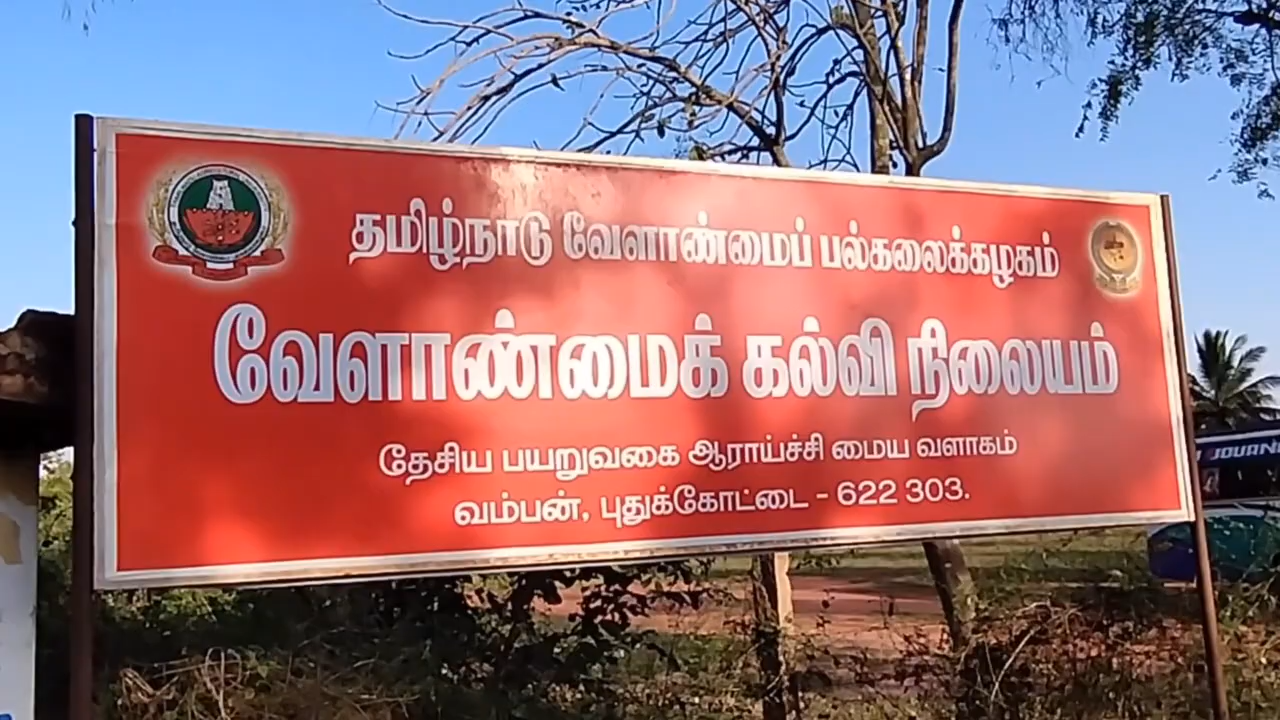 தமிழ்நாடு வேளாண்மைப் பல்கலைக்கழகம்
வேளாண்மைக் கல்வி நிலையம்
தேசிய பயறுவகை ஆராய்ச்சி மைய வளாகம்
வம்பன், புதுக்கோட்டை - 622 303.